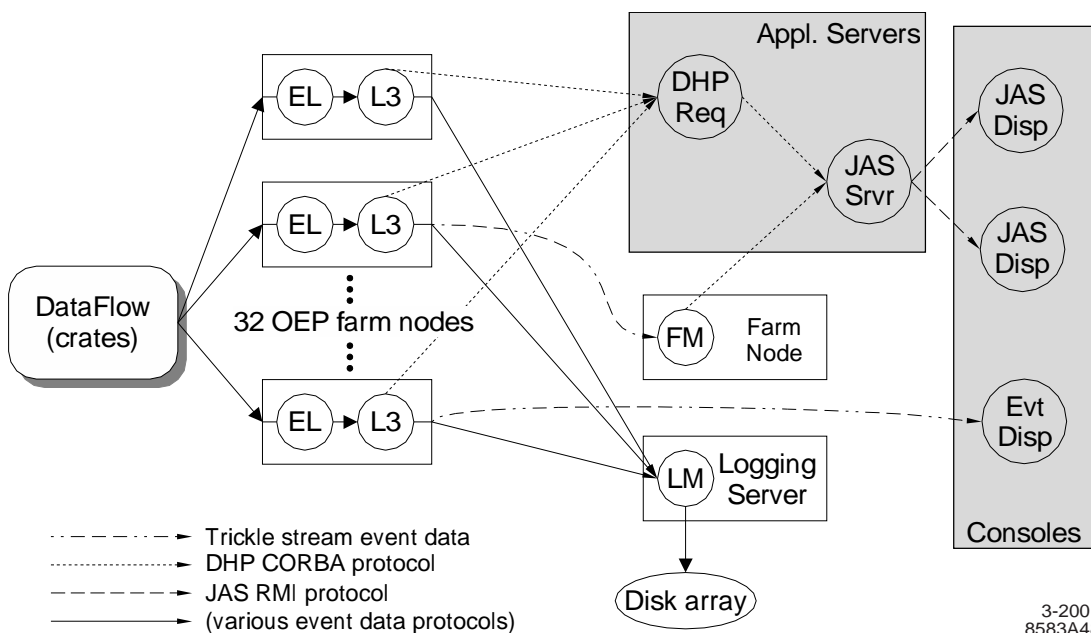 Appl. Servers
EL
L3
DHP
Req
JAS
Disp
JAS
Srvr
EL
L3
JAS
Disp
DataFlow
(crates)
32 OEP farm nodes
FM
Farm
Node
EL
L3
Evt
Disp
LM
Logging
Server
Consoles
Trickle stream event data
DHP CORBA protocol
JAS RMI protocol
(various event data protocols)
Disk array
3-200
8583A4